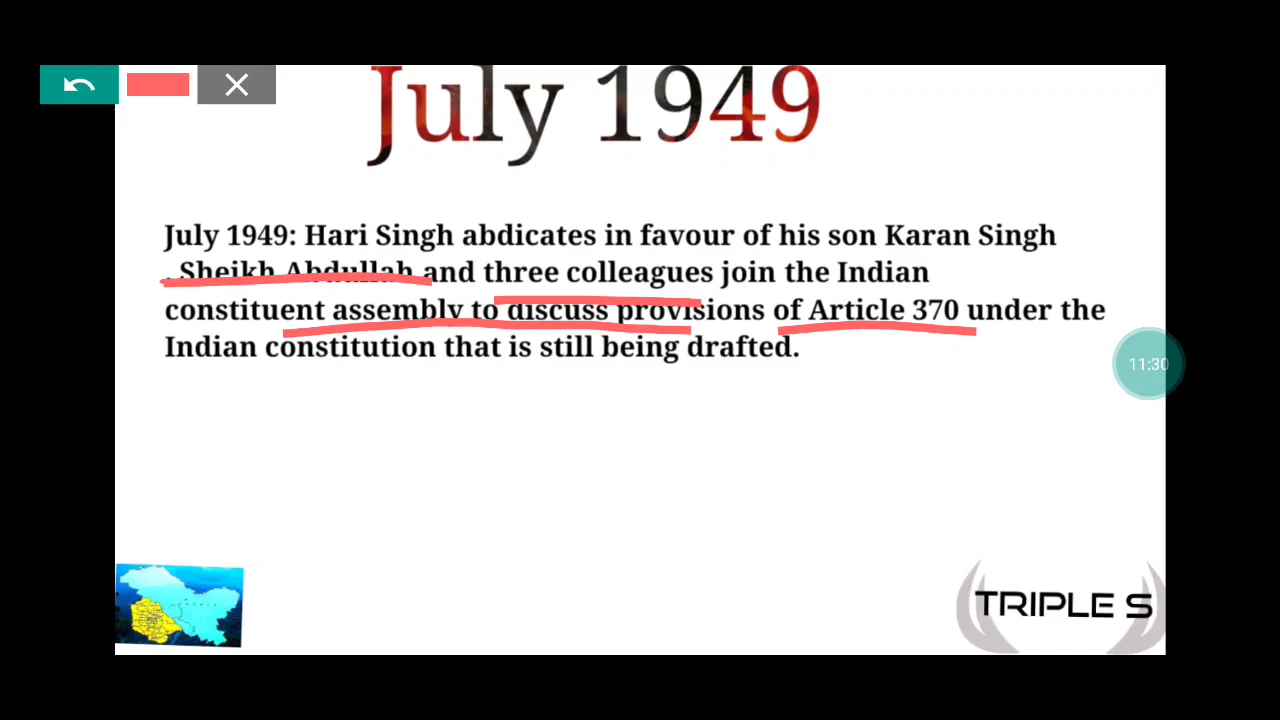 July 1949
July 1949: Hari Singh abdicates in favour of his son Karan Singh
. Sheikh Abdullah and three colleagues join the Indian
constituent assembly to discuss provisions of Article 370 under the
Indian constitution that is still being drafted.
11:30
TRIPLE S